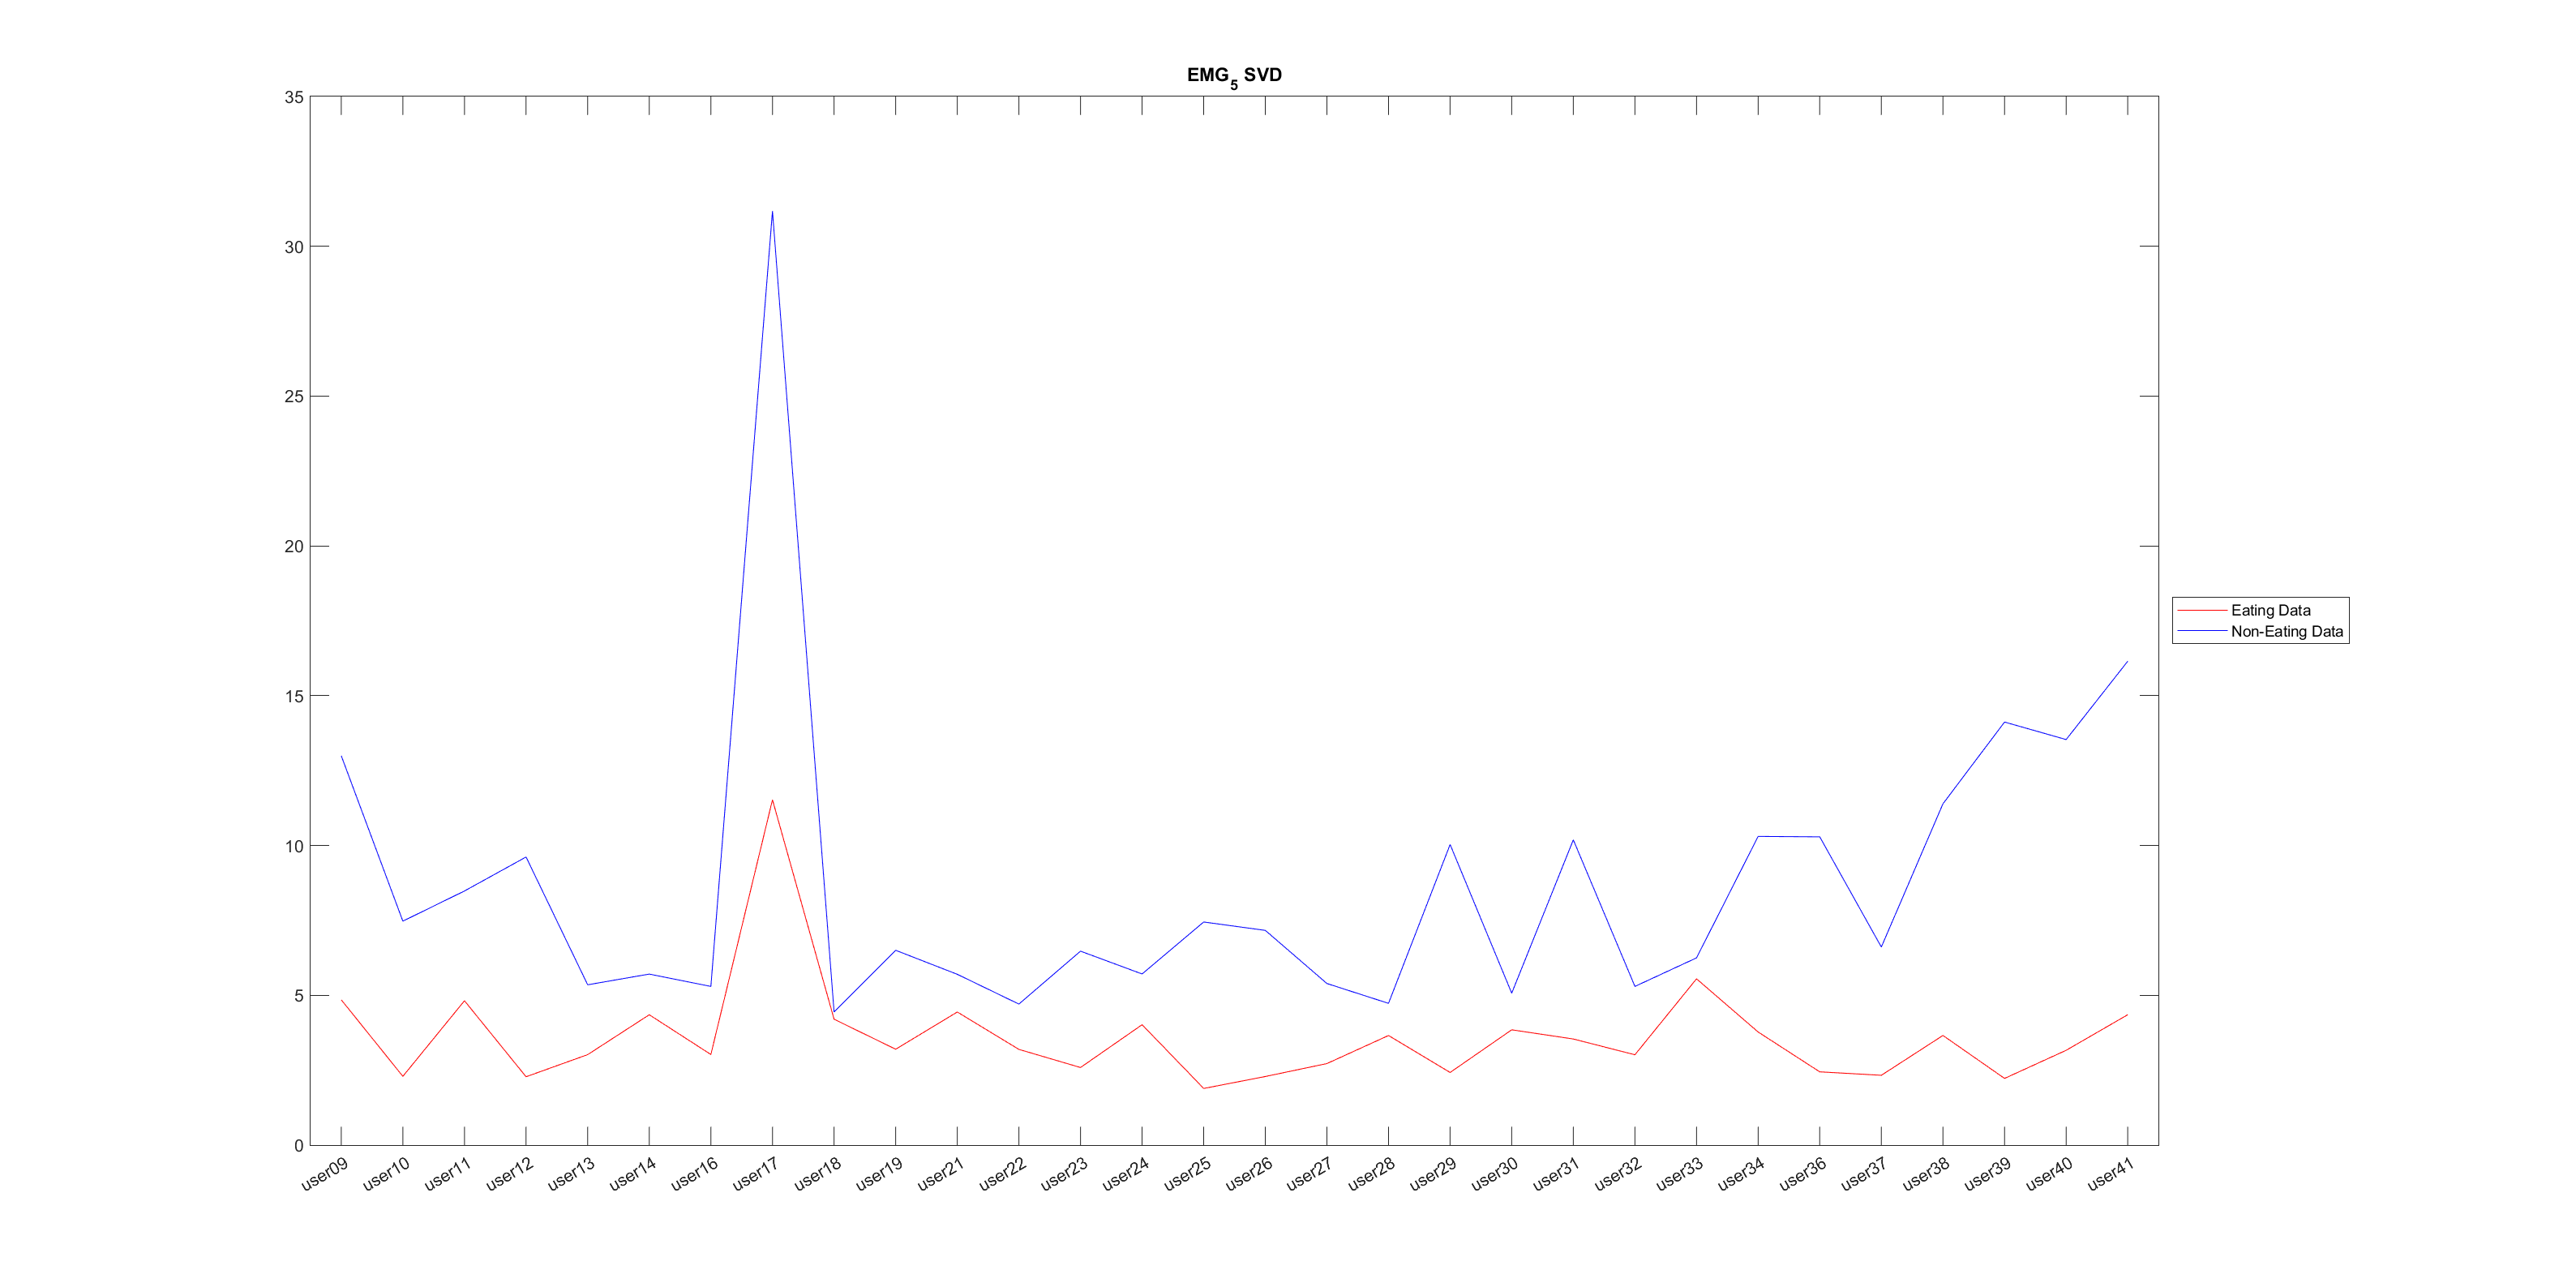 EMG5 SVD
35
30
25
20
15
10
5
0
Eating Data
Non-Eating Data
user09 user10 user11 user12 user13 user14 user16 user17 user18 user19 user21 user22 user23 user24 user25 user26 user27 user28 user29 user30 user31 user32 user33 user34 user36 user37 user38 user39 user40 user41